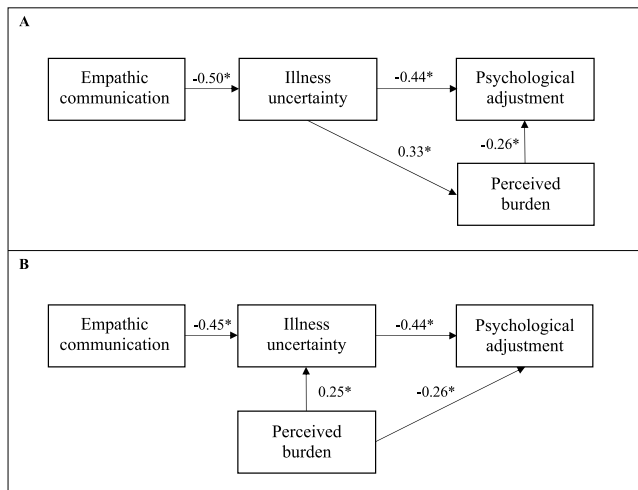 A
Empathic
communication
-0.50*
Illness
uncertainty
-0.44*
Psychological
adjustment
0.33*
-0.26*
Perceived
burden
B
Empathic
communication
-0.45*
Illness
uncertainty
-0.44*
Psychological
adjustment
0.25*
-0.26*
Perceived
burden